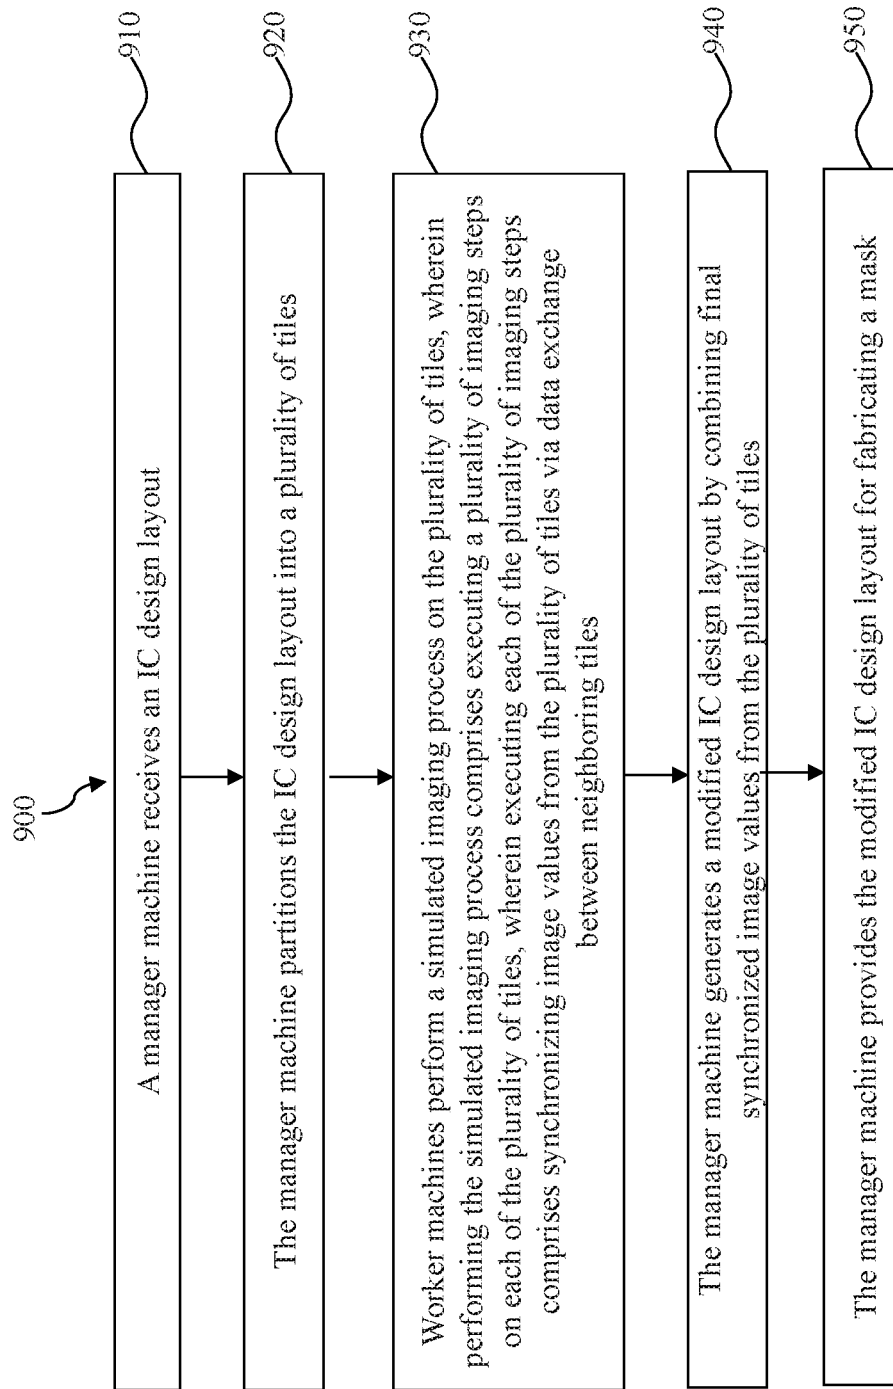 900
A manager machine receives an IC design layout
910
The manager machine partitions the IC design layout into a plurality of tiles
920
Worker machines perform a simulated imaging process on the plurality of tiles, wherein
performing the simulated imaging process comprises executing a plurality of imaging steps
on each of the plurality of tiles, wherein executing each of the plurality of imaging steps
comprises synchronizing image values from the plurality of tiles via data exchange
between neighboring tiles
930
The manager machine generates a modified IC design layout by combining final
synchronized image values from the plurality of tiles
940
The manager machine provides the modified IC design layout for fabricating a mask
950